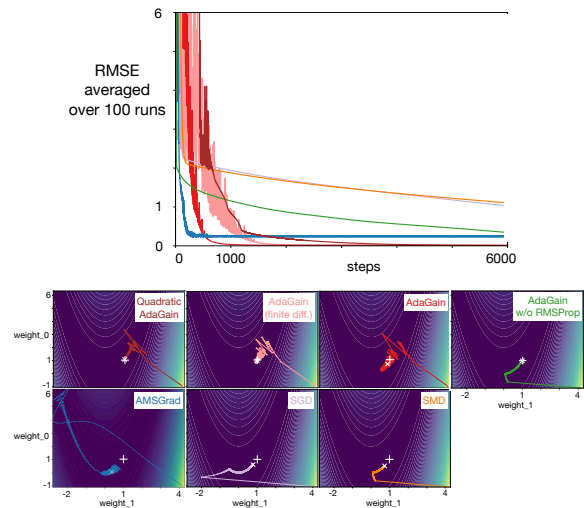 6
RMSE
averaged
over 100 runs
1
0
0
1000
steps
6000
6
weight_0
1
-1
Quadratic
AdaGain
AdaGain
(finite diff.)
AdaGain
AdaGain
w/o RMSProp
-2
1
4
weight_1
6
weight_0
1
-1
AMSGrad
SGD
SMD
-2
1
4
-2
1
4
-2
1
4
weight_1
weight_1
weight_1